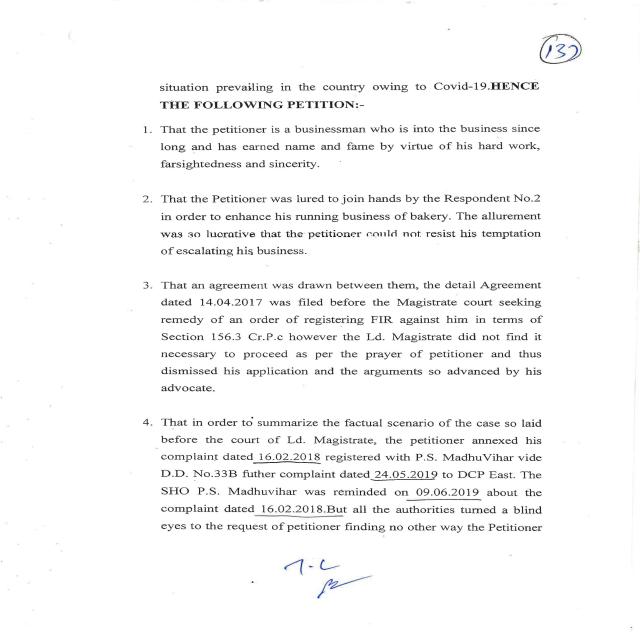 132
situation prevailing in the country owing to Covid-19.HENCE
THE FOLLOWING PETITION:-
1. That the petitioner is a businessman who is into the business since
long and has earned name and fame by virtue of his hard work,
farsightedness and sincerity.
2. That the Petitioner was lured to join hands by the Respondent No.2
in order to enhance his running business of bakery. The allurement
was so lucrative that the petitioner could not resist his temptation
of escalating his business.
3. That an agreement was drawn between them, the detail Agreement
dated 14.04.2017 was filed before the Magistrate court seeking
remedy of an order of registering FIR against him in terms of
Section 156.3 Cr.P.c however the Ld. Magistrate did not find it
necessary to proceed as per the prayer of petitioner and thus
dismissed his application and the arguments so advanced by his
advocate.
4. That in order to summarize the factual scenario of the case so laid
before the court of Ld. Magistrate, the petitioner annexed his
complaint dated 16.02.2018 registered with P.S. MadhuVihar vide
D.D. No.33B futher complaint dated 24.05.2019 to DCP East. The
SHO P.S. Madhuvihar was reminded on 09.06.2019 about the
complaint dated 16.02.2018.But all the authorities turned a blind
eyes to the request of petitioner finding no other way the Petitioner
T.C